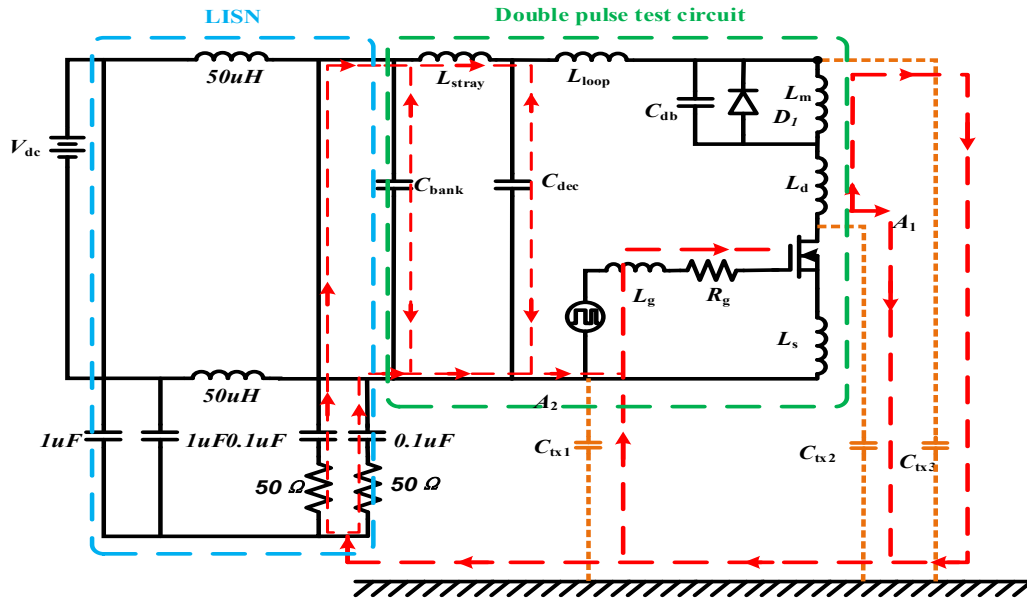 LISN
Double pulse test circuit
50uH
Lstray
Lloop
Lm
Cdb
D1
Vdc
Cbank
Cdec
Ld
A1
Lg
Rg
Ls
50uH
A2
1uF
1uF0.1uF
0.1uF
Ctx1
Ctx2
Ctx3
50 Ω
50 Ω